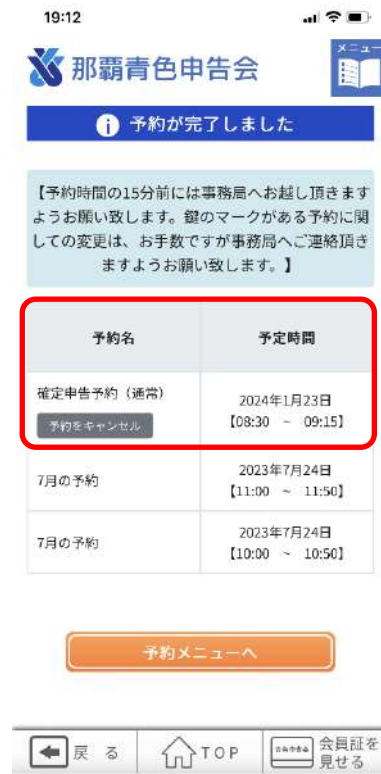 19:12
那覇青色申告会
メニュー
予約が完了しました
【予約時間の15分前には事務局へお越し頂きます
ようお願い致します。鍵のマークがある予約に関
しての変更は、お手数ですが事務局へご連絡頂き
ますようお願い致します。】
予約名
予定時間
確定申告予約（通常）
予約をキャンセル
2024年1月23日
【08:30 ~ 09:15】
7月の予約
2023年7月24日
【11:00 ~ 11:50】
7月の予約
2023年7月24日
【10:00 ~ 10:50】
予約メニューへ
戻る
TOP
会員証を
見せる